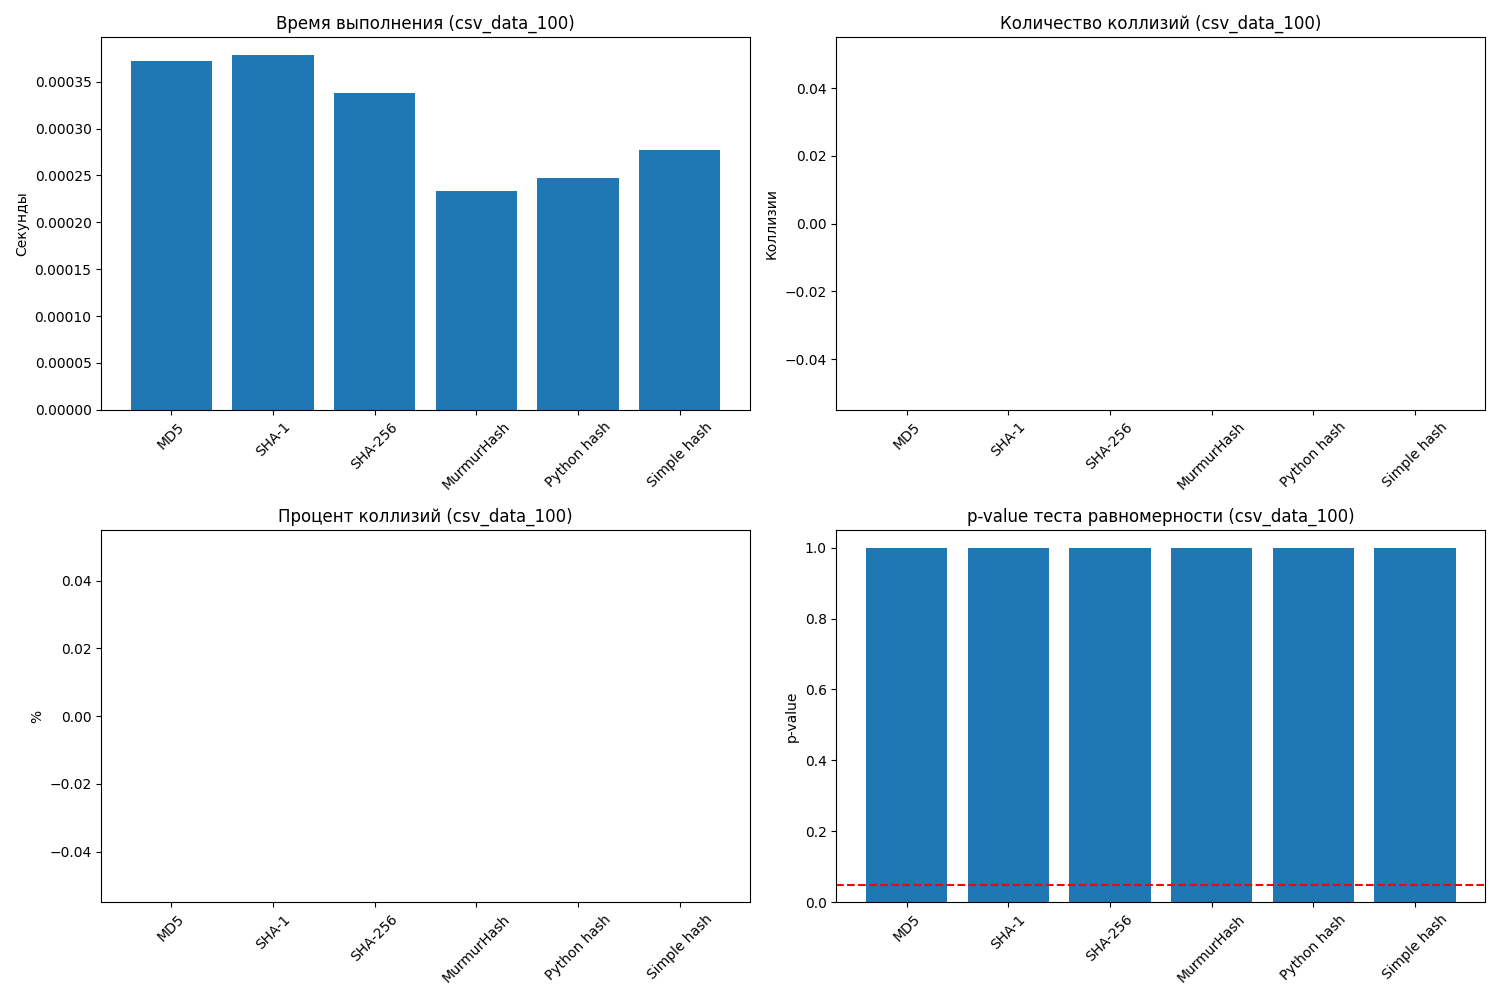 Время выполнения (csv_data_100)
Секунды
0.00035
0.00030
0.00025
0.00020
0.00015
0.00010
0.00005
0.00000
MD5
SHA-1
SHA-256
MurmurHash
Python hash
Simple hash
Количество коллизий (csv_data_100)
Коллизии
0.04
0.02
0.00
−0.02
−0.04
MD5
SHA-1
SHA-256
MurmurHash
Python hash
Simple hash
Процент коллизий (csv_data_100)
%
0.04
0.02
0.00
−0.02
−0.04
MD5
SHA-1
SHA-256
MurmurHash
Python hash
Simple hash
p-value теста равномерности (csv_data_100)
p-value
1.0
0.8
0.6
0.4
0.2
0.0
MD5
SHA-1
SHA-256
MurmurHash
Python hash
Simple hash